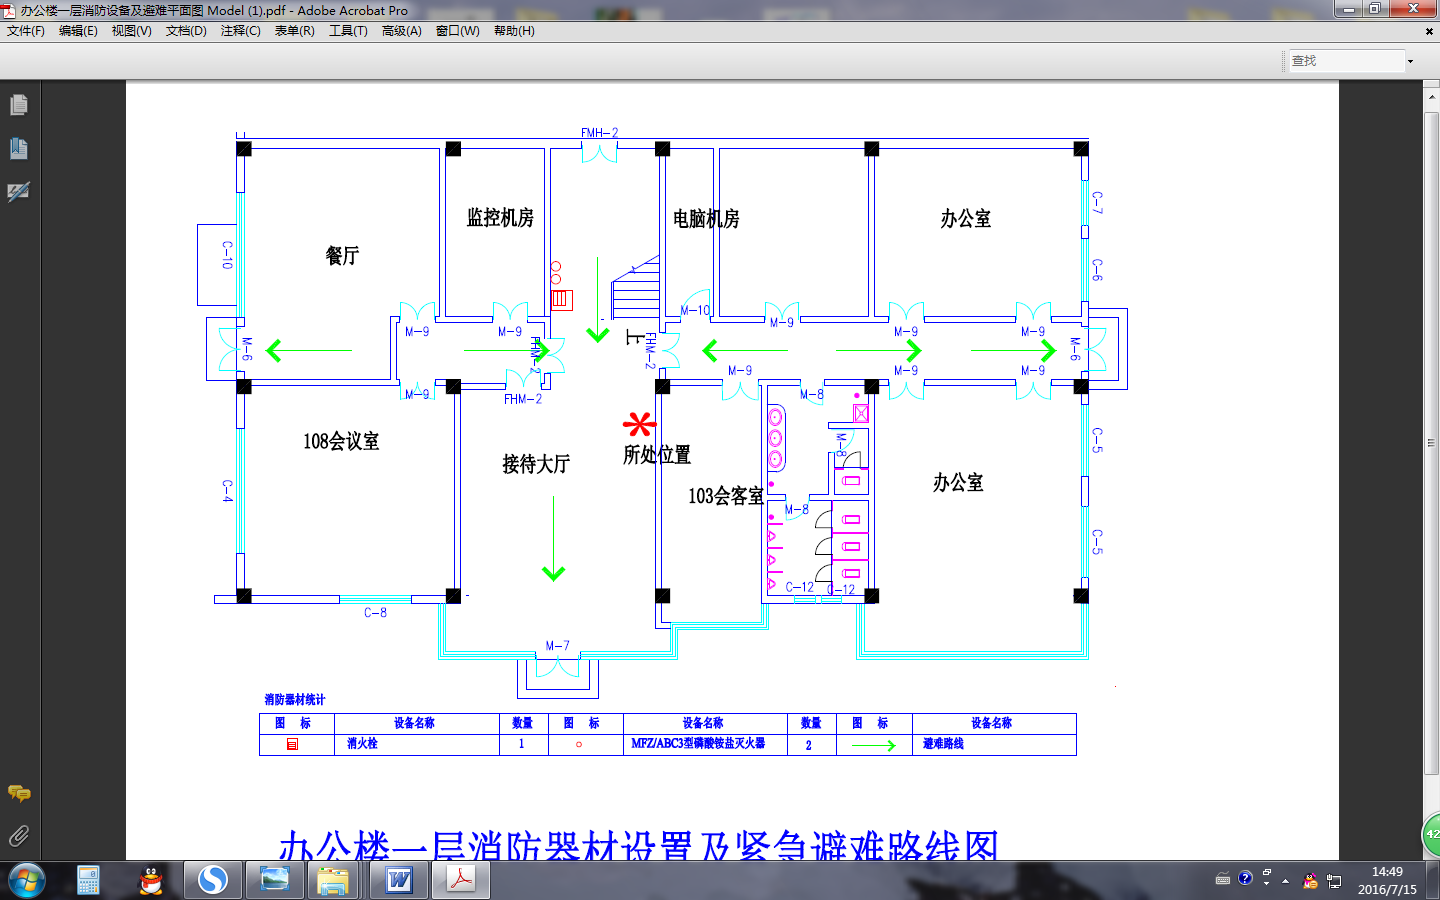 办公楼一层消防设备及避难平面图 Model (1).pdf - Adobe Acrobat Pro
文件(F) 编辑(E) 视图(V) 文档(D) 注释(C) 表单(R) 工具(T) 高级(A) 窗口(W) 帮助(H)
查找
FMH-2
C-7
监控机房 电脑机房 办公室
餐厅
C-10
C-6
M-10
M-9 M-9 M-9 M-9 M-9
上
M-6 FHM-2 FHM-2 M-6
M-9 M-9 M-9
M-9 FHM-2 M-8
108会议室
所处位置
接待大厅
M-8
C-5
C-4
103会客室
办公室
M-8
C-5
C-12 C-12
C-8
M-7
消防器材统计
图 标 设备名称 数量 图 标 设备名称 数量 图 标 设备名称
消火栓 1 MFZ/ABC3型磷酸铵盐灭火器 2 避难路线
办公楼一层消防器材设置及紧急避难路线图
42
14:49
2016/7/15